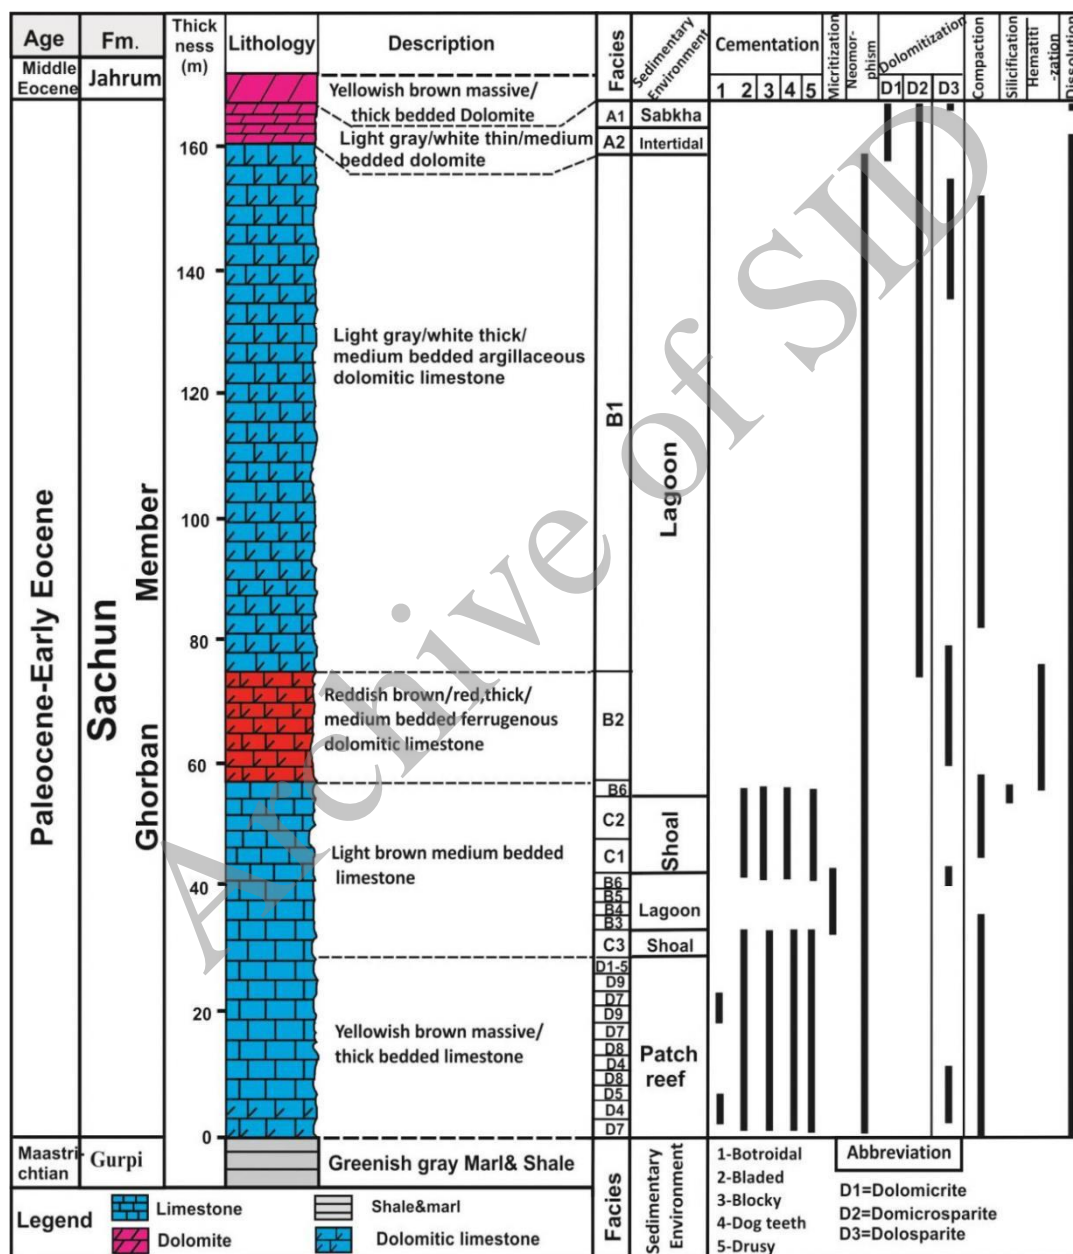 Age
Fm.
Thick
ness
(m)
Lithology
Description
Facies
Sedimentary
Environment
Cementation
1 2 3 4 5
Micritization
Neomor-
phism
Dolomitization
D1 D2 D3
Compaction
Silicification
Hematiti
-zation
Dissolution
Middle
Eocene
Jahrum
Paleocene-Early Eocene
Sachun
Ghorban Member
160
140
120
100
80
60
40
20
0
Yellowish brown massive/
thick bedded Dolomite
Light gray/white thin/medium
bedded dolomite
Light gray/white thick/
medium bedded argillaceous
dolomitic limestone
Reddish brown/red,thick/
medium bedded ferrugenous
dolomitic limestone
Light brown medium bedded
limestone
Yellowish brown massive/
thick bedded limestone
A1
A2
B1
B2
B6
C2
C1
B6
B5
B4
B3
C3
D1-5
D9
D7
D9
D7
D8
D4
D8
D5
D4
D7
Sabkha
Intertidal
Lagoon
Shoal
Lagoon
Shoal
Patch
reef
Archive of SID
Maastri-
chtian
Gurpi
Greenish gray Marl& Shale
Facies
Sedimentary
Environment
1-Botroidal
2-Bladed
3-Blocky
4-Dog teeth
5-Drusy
Abbreviation
D1=Dolomicrite
D2=Domicrosparite
D3=Dolosparite
Legend
Limestone
Shale&marl
Dolomite
Dolomitic limestone